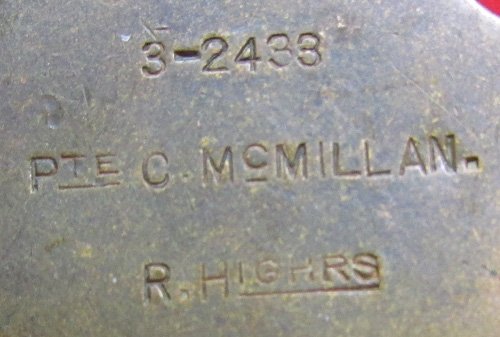 3-2433
PTE C. McMILLAN.
R. HIGHRS